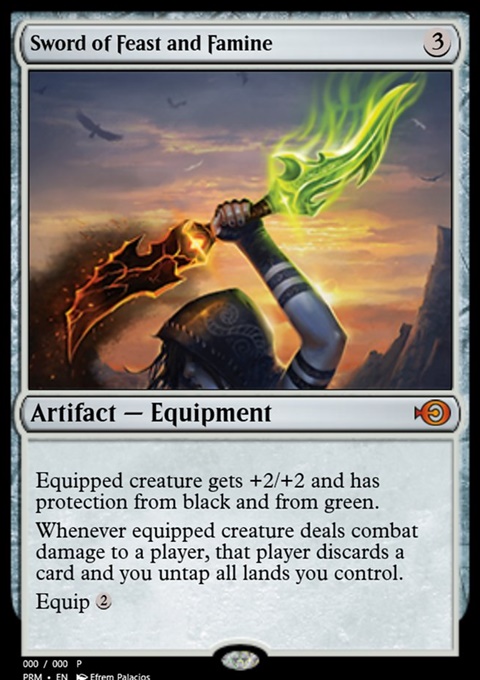 Sword of Feast and Famine 3
Artifact — Equipment
Equipped creature gets +2/+2 and has
protection from black and from green.
Whenever equipped creature deals combat
damage to a player, that player discards a
card and you untap all lands you control.
Equip 2
000 / 000 P
PRM • EN Efrem Palacios